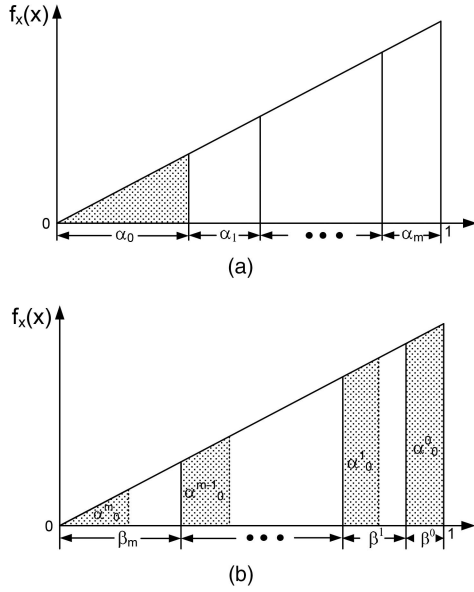 fₓ(x)
0 α₀ α₁ ••• αₘ 1
(a)
fₓ(x)
αᵐ₀ αᵐ⁻¹₀ α¹₀ α⁰₀
0 βₘ ••• β¹ β⁰ 1
(b)